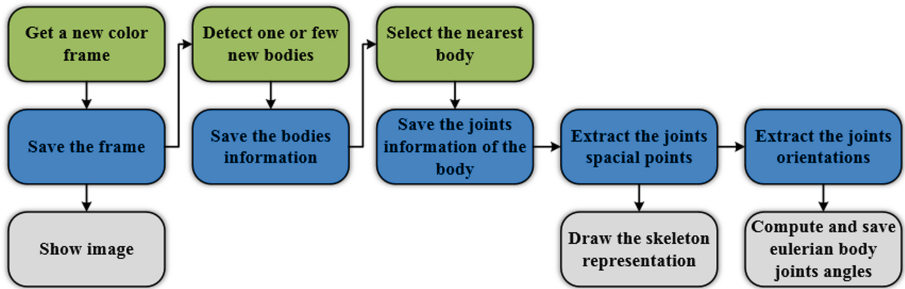 Get a new color
frame
Detect one or few
new bodies
Select the nearest
body
Save the frame
Save the bodies
information
Save the joints
information of the
body
Extract the joints
spacial points
Extract the joints
orientations
Show image
Draw the skeleton
representation
Compute and save
eulerian body
joints angles